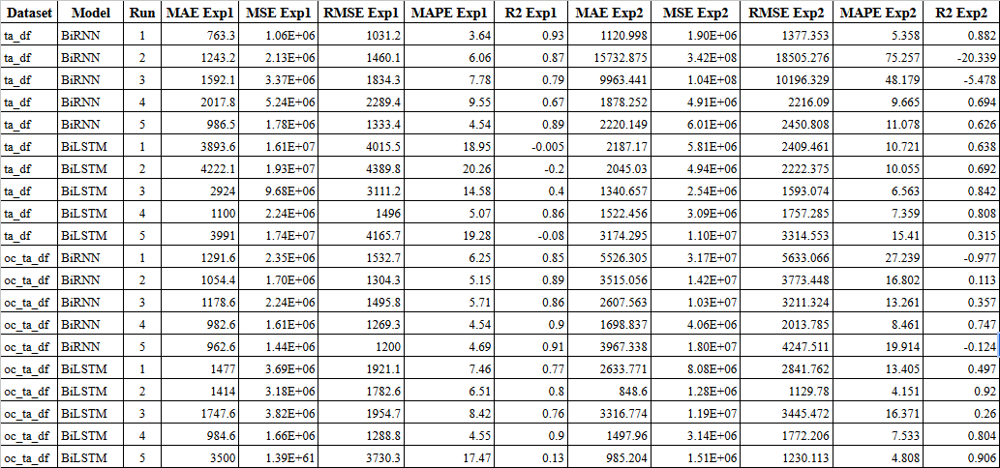 Dataset Model Run MAE Exp1 MSE Exp1 RMSE Exp1 MAPE Exp1 R2 Exp1 MAE Exp2 MSE Exp2 RMSE Exp2 MAPE Exp2 R2 Exp2
ta_df BiRNN 1 763.3 1.06E+06 1031.2 3.64 0.93 1120.998 1.90E+06 1377.353 5.358 0.882
ta_df BiRNN 2 1243.2 2.13E+06 1460.1 6.06 0.87 15732.875 3.42E+08 18505.276 75.257 -20.339
ta_df BiRNN 3 1592.1 3.37E+06 1834.3 7.78 0.79 9963.441 1.04E+08 10196.329 48.179 -5.478
ta_df BiRNN 4 2017.8 5.24E+06 2289.4 9.55 0.67 1878.252 4.91E+06 2216.09 9.665 0.694
ta_df BiRNN 5 986.5 1.78E+06 1333.4 4.54 0.89 2220.149 6.01E+06 2450.808 11.078 0.626
ta_df BiLSTM 1 3893.6 1.61E+07 4015.5 18.95 -0.005 2187.17 5.81E+06 2409.461 10.721 0.638
ta_df BiLSTM 2 4222.1 1.93E+07 4389.8 20.26 -0.2 2045.03 4.94E+06 2222.375 10.055 0.692
ta_df BiLSTM 3 2924 9.68E+06 3111.2 14.58 0.4 1340.657 2.54E+06 1593.074 6.563 0.842
ta_df BiLSTM 4 1100 2.24E+06 1496 5.07 0.86 1522.456 3.09E+06 1757.285 7.359 0.808
ta_df BiLSTM 5 3991 1.74E+07 4165.7 19.28 -0.08 3174.295 1.10E+07 3314.553 15.41 0.315
oc_ta_df BiRNN 1 1291.6 2.35E+06 1532.7 6.25 0.85 5526.305 3.17E+07 5633.066 27.239 -0.977
oc_ta_df BiRNN 2 1054.4 1.70E+06 1304.3 5.15 0.89 3515.056 1.42E+07 3773.448 16.802 0.113
oc_ta_df BiRNN 3 1178.6 2.24E+06 1495.8 5.71 0.86 2607.563 1.03E+07 3211.324 13.261 0.357
oc_ta_df BiRNN 4 982.6 1.61E+06 1269.3 4.54 0.9 1698.837 4.06E+06 2013.785 8.461 0.747
oc_ta_df BiRNN 5 962.6 1.44E+06 1200 4.69 0.91 3967.338 1.80E+07 4247.511 19.914 -0.124
oc_ta_df BiLSTM 1 1477 3.69E+06 1921.1 7.46 0.77 2633.771 8.08E+06 2841.762 13.405 0.497
oc_ta_df BiLSTM 2 1414 3.18E+06 1782.6 6.51 0.8 848.6 1.28E+06 1129.78 4.151 0.92
oc_ta_df BiLSTM 3 1747.6 3.82E+06 1954.7 8.42 0.76 3316.774 1.19E+07 3445.472 16.371 0.26
oc_ta_df BiLSTM 4 984.6 1.66E+06 1288.8 4.55 0.9 1497.96 3.14E+06 1772.206 7.533 0.804
oc_ta_df BiLSTM 5 3500 1.39E+61 3730.3 17.47 0.13 985.204 1.51E+06 1230.113 4.808 0.906